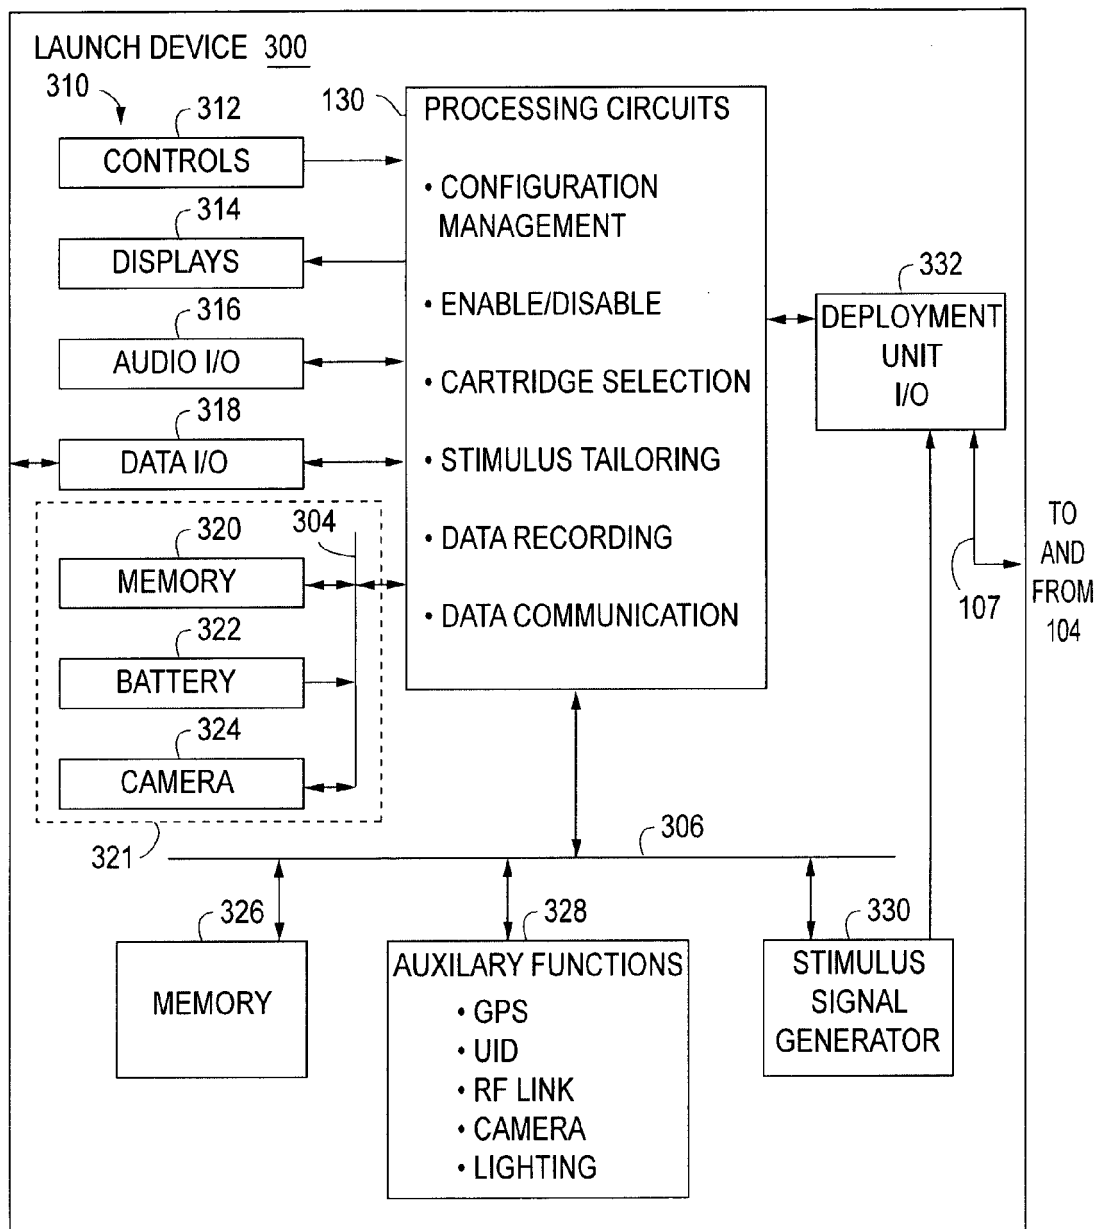 LAUNCH DEVICE 300
310
312
CONTROLS
314
DISPLAYS
316
AUDIO I/O
318
DATA I/O
304
320
MEMORY
322
BATTERY
324
CAMERA
321
130
PROCESSING CIRCUITS
• CONFIGURATION
MANAGEMENT
• ENABLE/DISABLE
• CARTRIDGE SELECTION
• STIMULUS TAILORING
• DATA RECORDING
• DATA COMMUNICATION
332
DEPLOYMENT
UNIT
I/O
107
TO
AND
FROM
104
306
326
MEMORY
328
AUXILARY FUNCTIONS
• GPS
• UID
• RF LINK
• CAMERA
• LIGHTING
330
STIMULUS
SIGNAL
GENERATOR